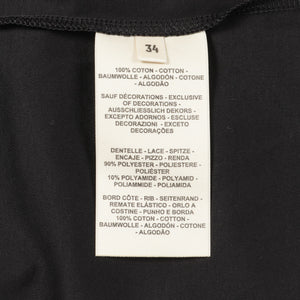 34
100% COTON - COTTON -
BAUMWOLLE - ALGODÓN - COTONE
- ALGODÃO
SAUF DÉCORATIONS - EXCLUSIVE
OF DECORATIONS -
AUSSCHLIESSLICH DEKORS -
EXCEPTO ADORNOS - ESCLUSE
DECORAZIONI - EXCETO
DECORAÇÕES
DENTELLE - LACE - SPITZE -
ENCAJE - PIZZO - RENDA
90% POLYESTER - POLIESTERE -
POLIÉSTER
10% POLYAMIDE - POLYAMID -
POLIAMMIDE - POLIAMIDA
BORD CÔTE - RIB - SEITENRAND -
REMATE ELÁSTICO - ORLO A
COSTINE - PUNHO E BORDO
100% COTON - COTTON -
BAUMWOLLE - ALGODÓN - COTONE
- ALGODÃO